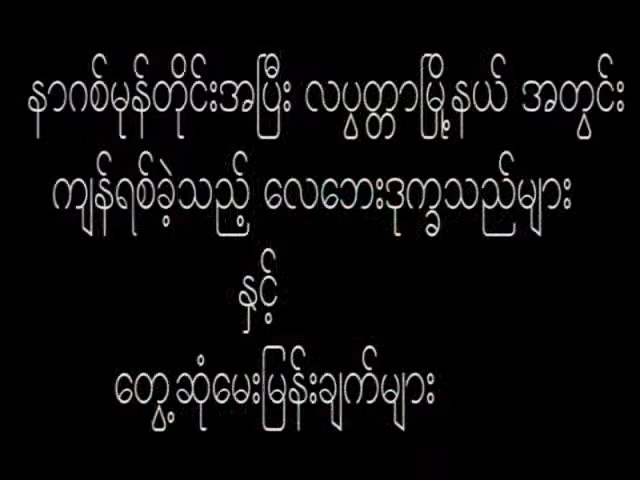 နာဂစ်မုန်တိုင်းအပြီး လပွတ္တာမြို့နယ် အတွင်း
ကျန်ရစ်ခဲ့သည့် လေဘေးဒုက္ခသည်များ
နှင့်
တွေ့ဆုံမေးမြန်းချက်များ